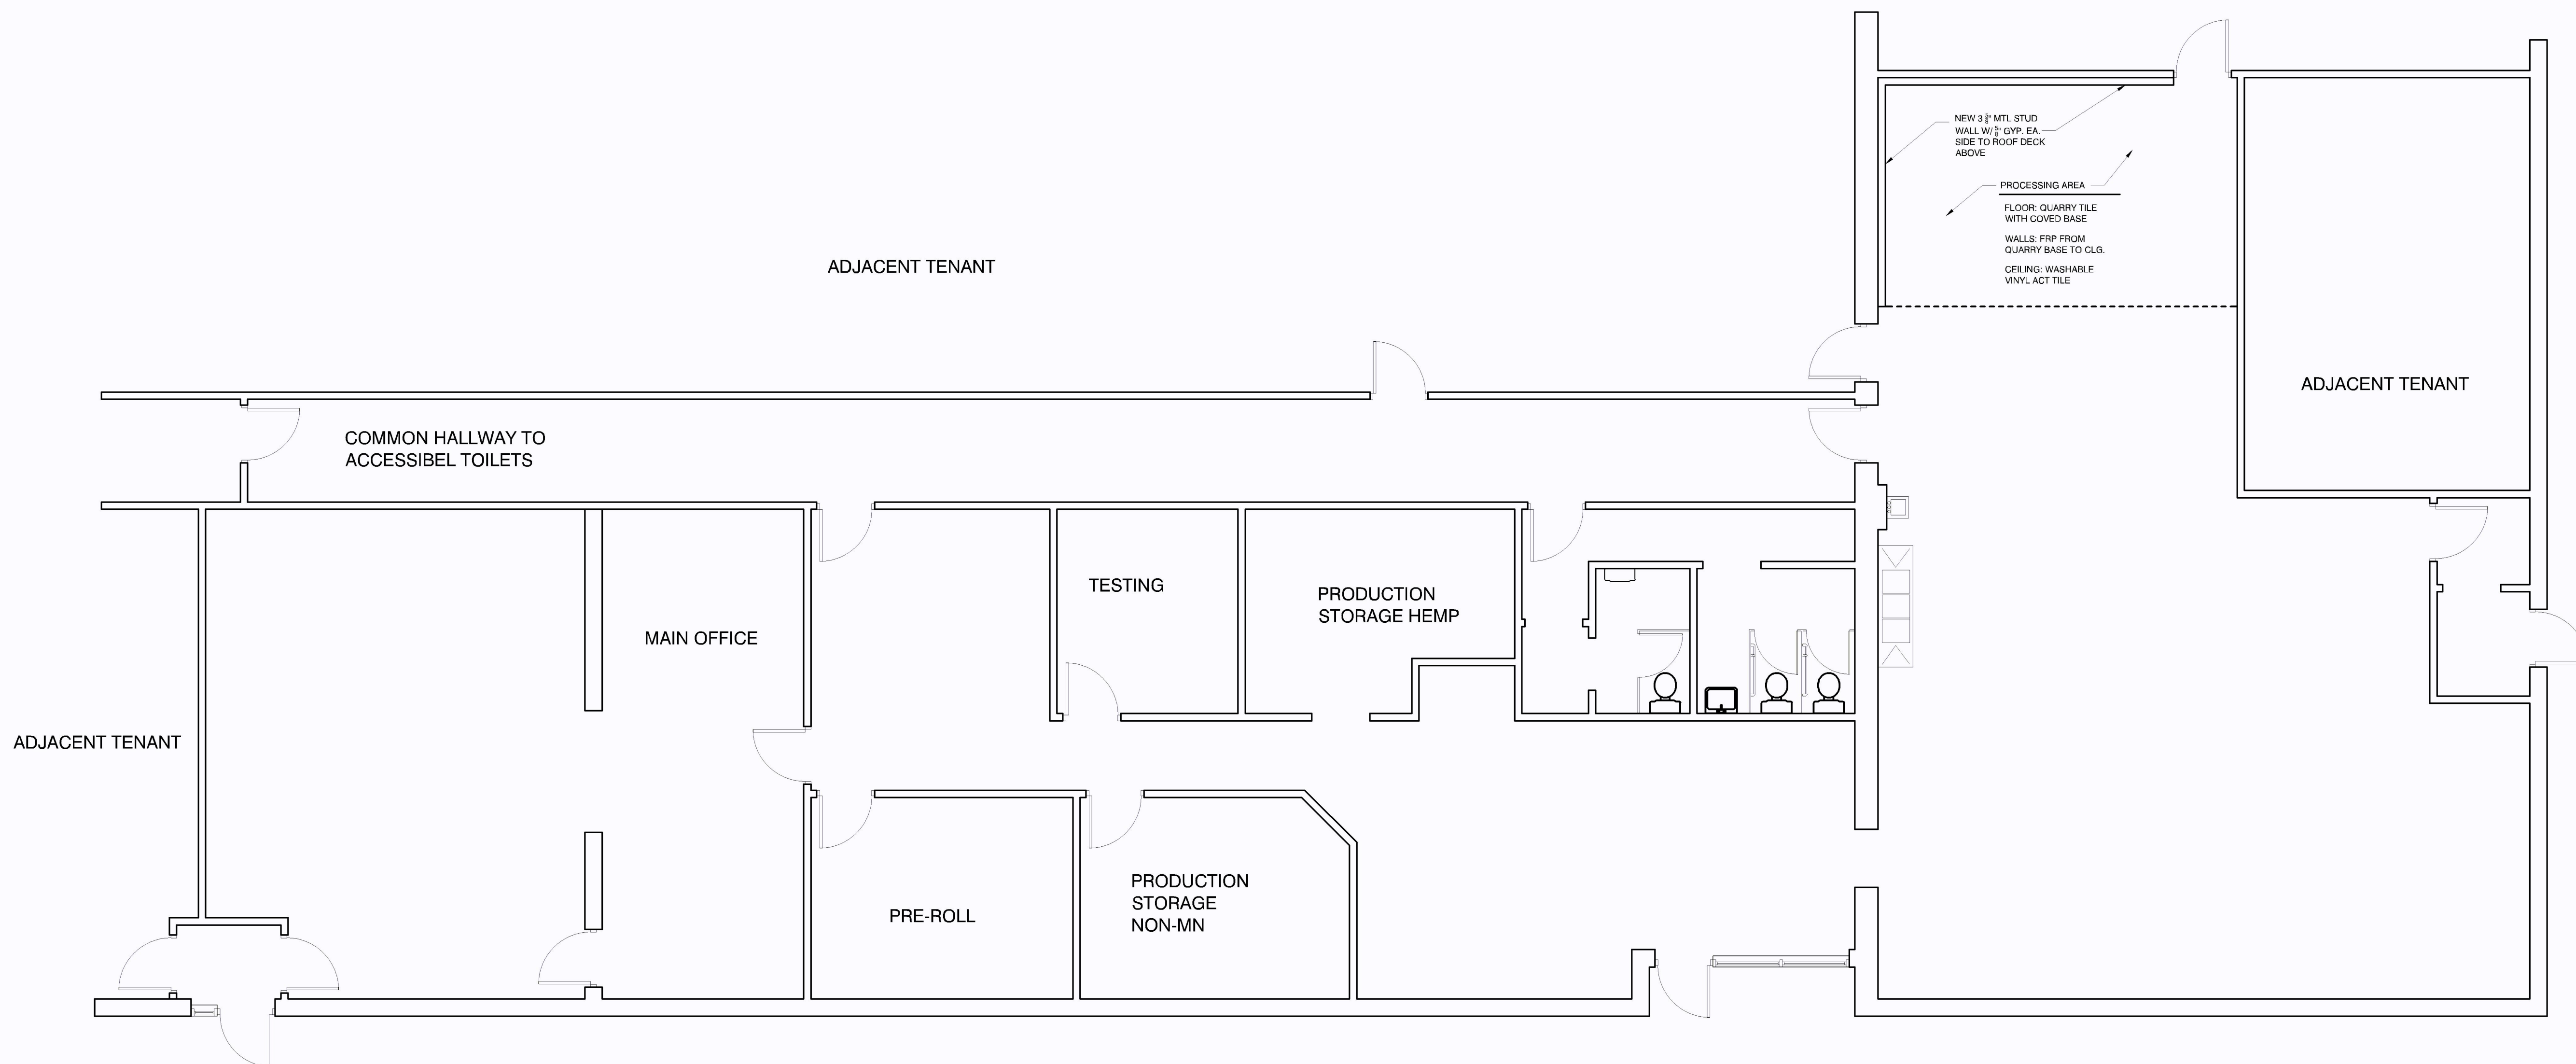 NEW 3 5/8" MTL STUD
WALL W/ 5/8" GYP. EA.
SIDE TO ROOF DECK
ABOVE
PROCESSING AREA
FLOOR: QUARRY TILE
WITH COVED BASE
WALLS: FRP FROM
QUARRY BASE TO CLG.
CEILING: WASHABLE
VINYL ACT TILE
ADJACENT TENANT
ADJACENT TENANT
COMMON HALLWAY TO
ACCESSIBEL TOILETS
TESTING
PRODUCTION
STORAGE HEMP
MAIN OFFICE
ADJACENT TENANT
PRE-ROLL
PRODUCTION
STORAGE
NON-MN